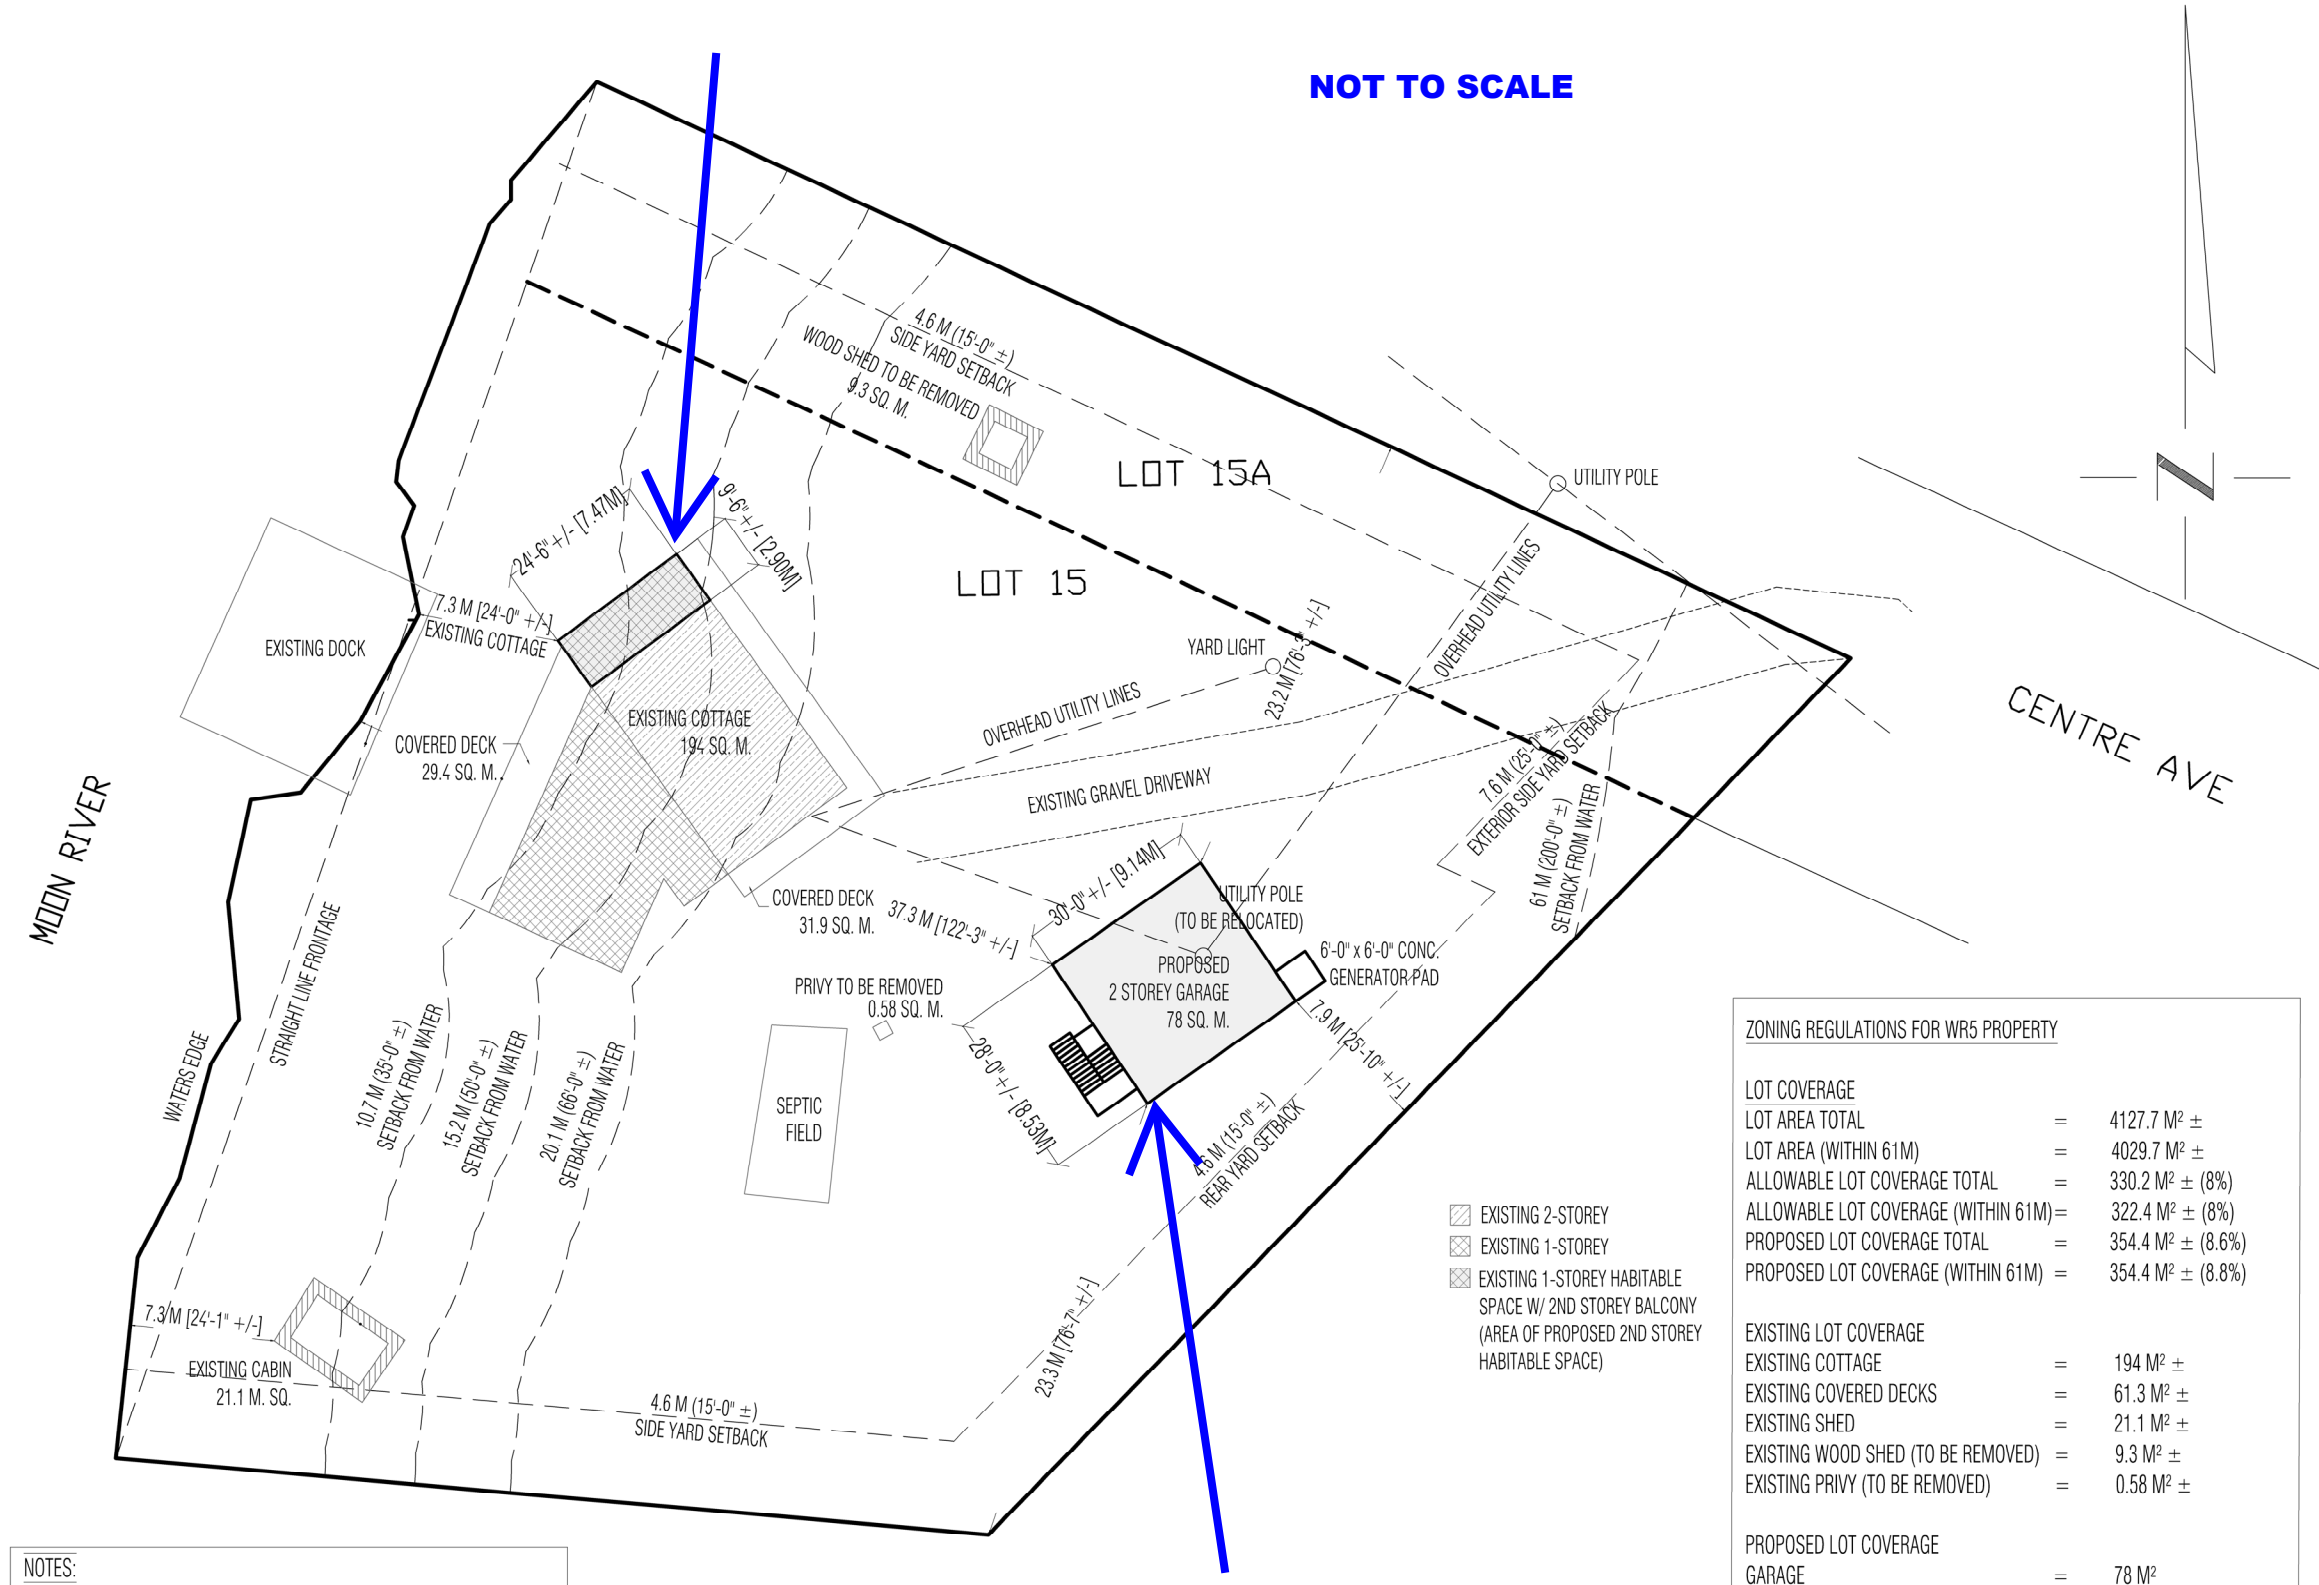 NOT TO SCALE
4.6 M (15'-0" ±)
SIDE YARD SETBACK
WOOD SHED TO BE REMOVED
9.3 SQ. M.
LOT 15A
UTILITY POLE
N
24'-6" +/- [7.47M]
9'-6" +/- [2.90M]
LOT 15
OVERHEAD UTILITY LINES
7.3 M [24'-0" +/-]
EXISTING COTTAGE
EXISTING DOCK
YARD LIGHT
23.2 M [76'-3" +/-]
OVERHEAD UTILITY LINES
CENTRE AVE
EXISTING COTTAGE
194 SQ. M.
COVERED DECK
29.4 SQ. M.
7.6 M (25'-0" ±)
EXTERIOR SIDE YARD SETBACK
EXISTING GRAVEL DRIVEWAY
61 M (200'-0" ±)
SETBACK FROM WATER
MOON RIVER
30'-0" +/- [9.14M]
UTILITY POLE
(TO BE RELOCATED)
COVERED DECK
31.9 SQ. M.
37.3 M [122'-3" +/-]
6'-0" x 6'-0" CONC.
GENERATOR PAD
PROPOSED
2 STOREY GARAGE
78 SQ. M.
STRAIGHT LINE FRONTAGE
PRIVY TO BE REMOVED
0.58 SQ. M.
7.9 M [25'-10" +/-]
WATERS EDGE
10.7 M (35'-0" ±)
SETBACK FROM WATER
15.2 M (50'-0" ±)
SETBACK FROM WATER
20.1 M (66'-0" ±)
SETBACK FROM WATER
28'-0" +/- [8.53M]
SEPTIC
FIELD
4.6 M (15'-0" ±)
REAR YARD SETBACK
EXISTING 2-STOREY
EXISTING 1-STOREY
EXISTING 1-STOREY HABITABLE
SPACE W/ 2ND STOREY BALCONY
(AREA OF PROPOSED 2ND STOREY
HABITABLE SPACE)
7.3 M [24'-1" +/-]
EXISTING CABIN
21.1 M. SQ.
23.3 M [76'-7" +/-]
4.6 M (15'-0" ±)
SIDE YARD SETBACK
ZONING REGULATIONS FOR WR5 PROPERTY
LOT COVERAGE
LOT AREA TOTAL = 4127.7 M² ±
LOT AREA (WITHIN 61M) = 4029.7 M² ±
ALLOWABLE LOT COVERAGE TOTAL = 330.2 M² ± (8%)
ALLOWABLE LOT COVERAGE (WITHIN 61M) = 322.4 M² ± (8%)
PROPOSED LOT COVERAGE TOTAL = 354.4 M² ± (8.6%)
PROPOSED LOT COVERAGE (WITHIN 61M) = 354.4 M² ± (8.8%)
EXISTING LOT COVERAGE
EXISTING COTTAGE = 194 M² ±
EXISTING COVERED DECKS = 61.3 M² ±
EXISTING SHED = 21.1 M² ±
EXISTING WOOD SHED (TO BE REMOVED) = 9.3 M² ±
EXISTING PRIVY (TO BE REMOVED) = 0.58 M² ±
PROPOSED LOT COVERAGE
GARAGE = 78 M²
NOTES: